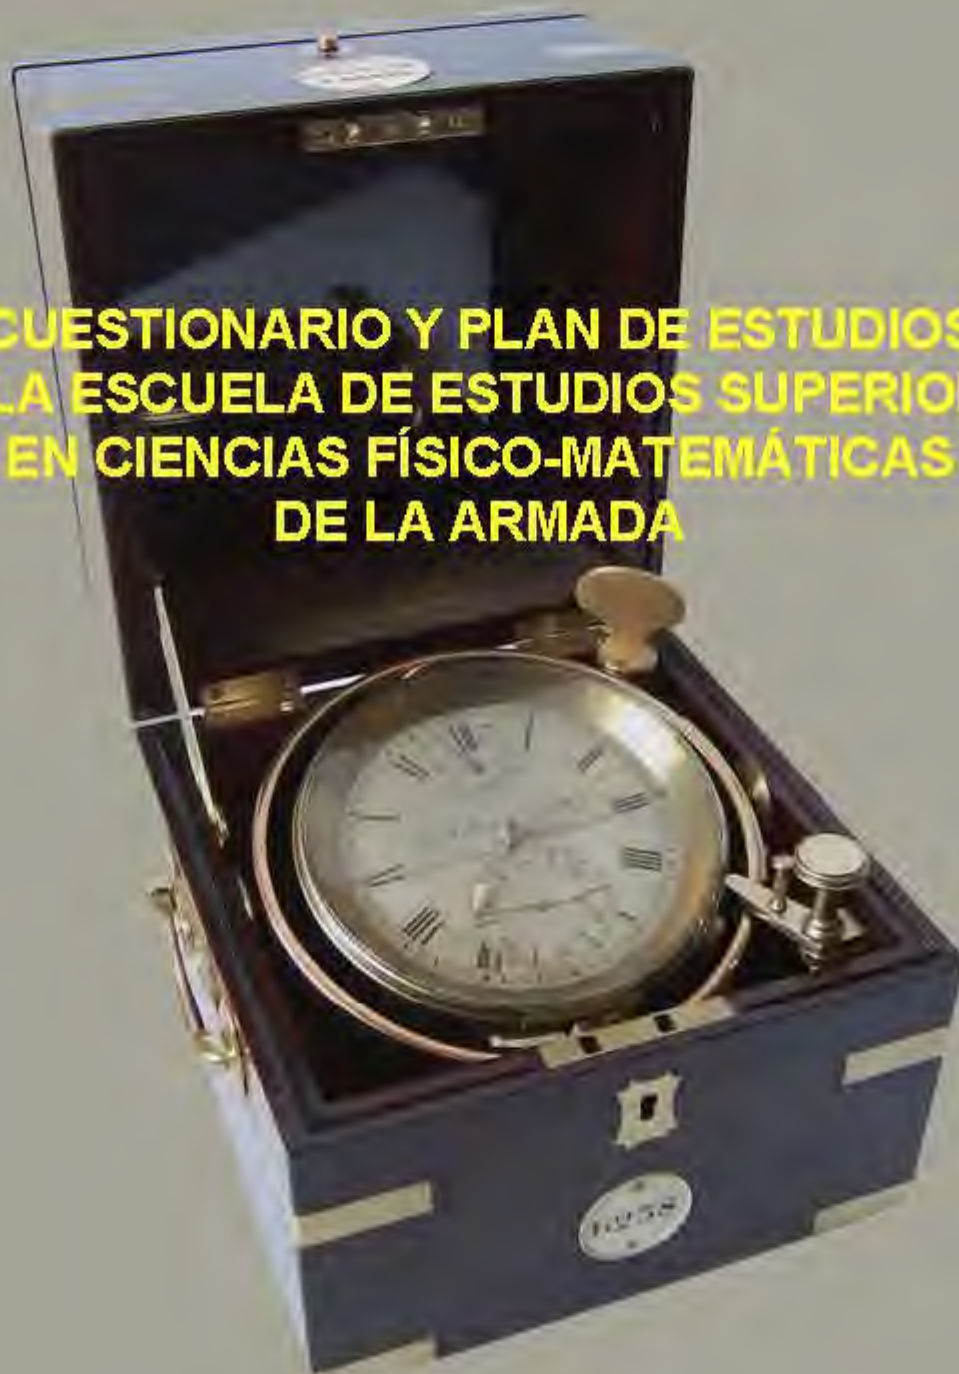 CUESTIONARIO Y PLAN DE ESTUDIOS
LA ESCUELA DE ESTUDIOS SUPERIO
EN CIENCIAS FÍSICO-MATEMÁTICAS
DE LA ARMADA